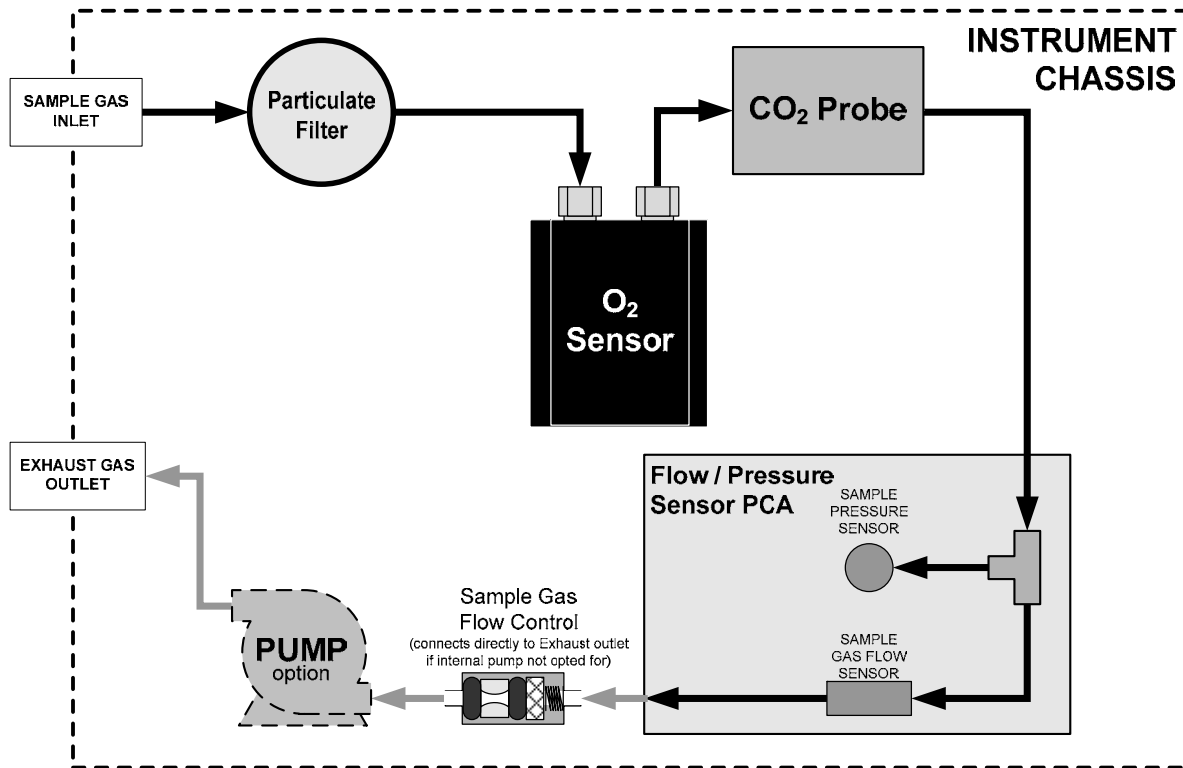 INSTRUMENT
CHASSIS
SAMPLE GAS
INLET
Particulate
Filter
CO₂ Probe
O₂
Sensor
EXHAUST GAS
OUTLET
Flow / Pressure
Sensor PCA
SAMPLE
PRESSURE
SENSOR
Sample Gas
Flow Control
(connects directly to Exhaust outlet
if internal pump not opted for)
SAMPLE
GAS FLOW
SENSOR
PUMP
option